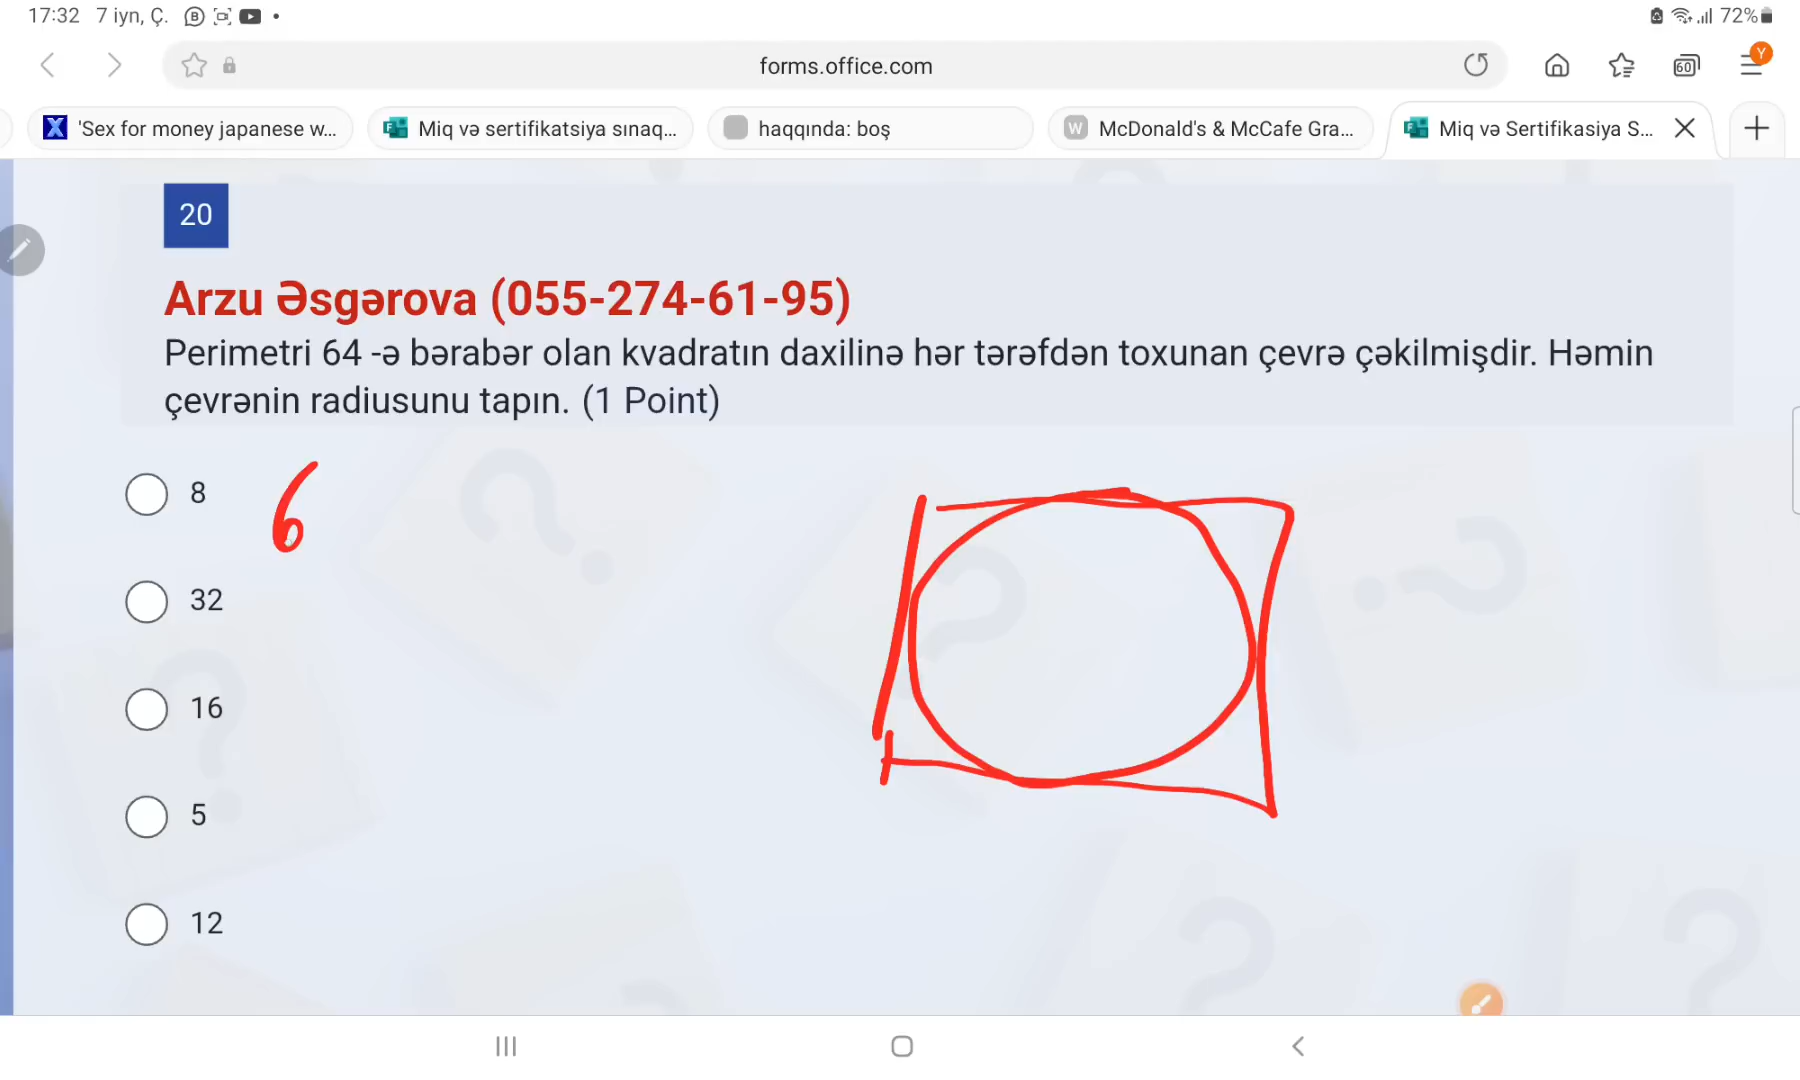 17:32 7 iyn, Ç.
72%
forms.office.com
60
Y
'Sex for money japanese w...
Miq və sertifikatsiya sınaq...
haqqında: boş
W McDonald's & McCafe Gra...
Miq və Sertifikasiya S...
20
Arzu Əsgərova (055-274-61-95)
Perimetri 64 -ə bərabər olan kvadratın daxilinə hər tərəfdən toxunan çevrə çəkilmişdir. Həmin
çevrənin radiusunu tapın. (1 Point)
8
6
32
16
5
12